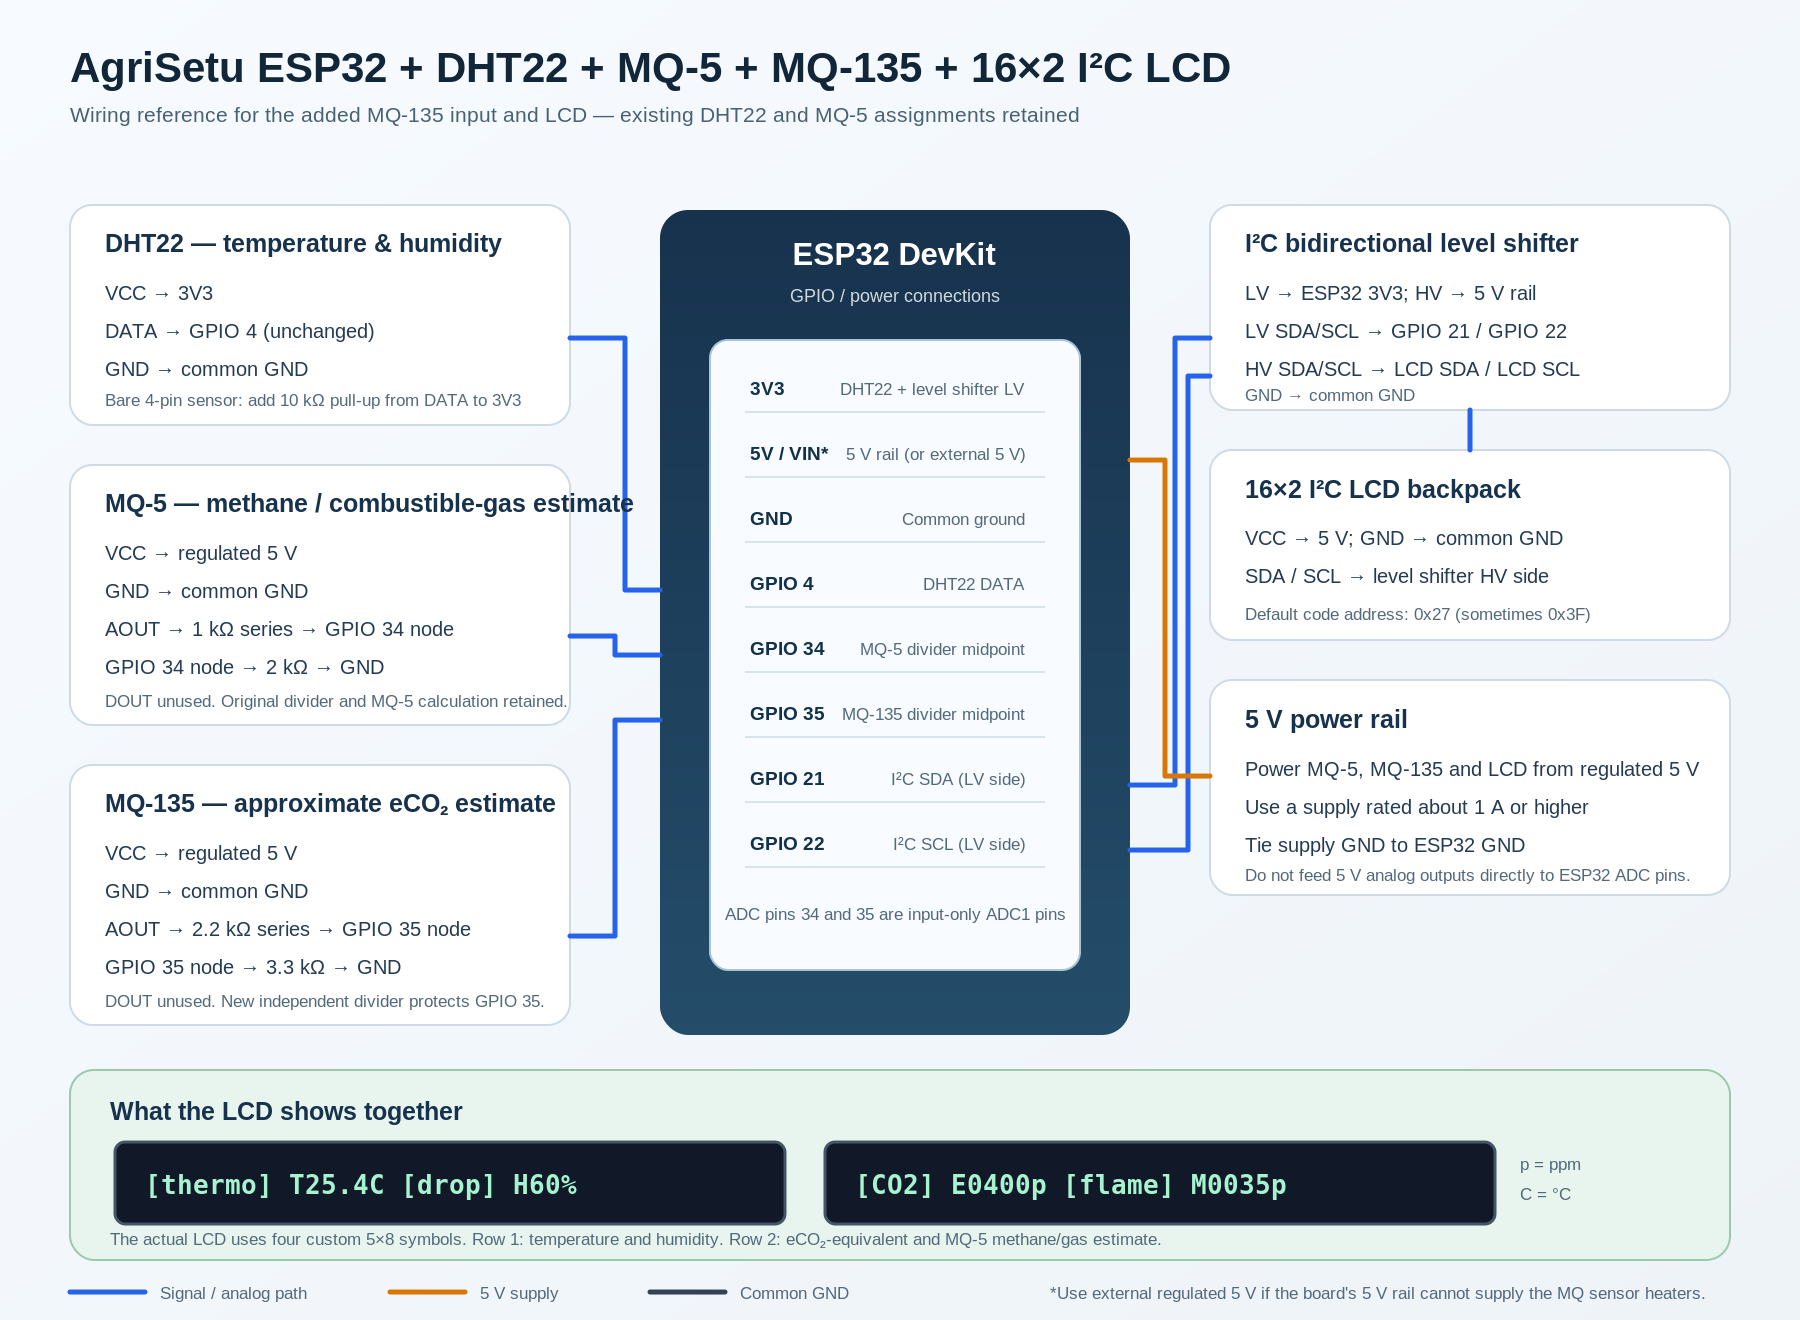 AgriSetu ESP32 + DHT22 + MQ-5 + MQ-135 + 16×2 I²C LCD
Wiring reference for the added MQ-135 input and LCD — existing DHT22 and MQ-5 assignments retained
DHT22 — temperature & humidity
VCC → 3V3
DATA → GPIO 4 (unchanged)
GND → common GND
Bare 4-pin sensor: add 10 kΩ pull-up from DATA to 3V3
MQ-5 — methane / combustible-gas estimate
VCC → regulated 5 V
GND → common GND
AOUT → 1 kΩ series → GPIO 34 node
GPIO 34 node → 2 kΩ → GND
DOUT unused. Original divider and MQ-5 calculation retained.
MQ-135 — approximate eCO₂ estimate
VCC → regulated 5 V
GND → common GND
AOUT → 2.2 kΩ series → GPIO 35 node
GPIO 35 node → 3.3 kΩ → GND
DOUT unused. New independent divider protects GPIO 35.
ESP32 DevKit
GPIO / power connections
3V3 DHT22 + level shifter LV
5V / VIN* 5 V rail (or external 5 V)
GND Common ground
GPIO 4 DHT22 DATA
GPIO 34 MQ-5 divider midpoint
GPIO 35 MQ-135 divider midpoint
GPIO 21 I²C SDA (LV side)
GPIO 22 I²C SCL (LV side)
ADC pins 34 and 35 are input-only ADC1 pins
I²C bidirectional level shifter
LV → ESP32 3V3; HV → 5 V rail
LV SDA/SCL → GPIO 21 / GPIO 22
HV SDA/SCL → LCD SDA / LCD SCL
GND → common GND
16×2 I²C LCD backpack
VCC → 5 V; GND → common GND
SDA / SCL → level shifter HV side
Default code address: 0x27 (sometimes 0x3F)
5 V power rail
Power MQ-5, MQ-135 and LCD from regulated 5 V
Use a supply rated about 1 A or higher
Tie supply GND to ESP32 GND
Do not feed 5 V analog outputs directly to ESP32 ADC pins.
What the LCD shows together
[thermo] T25.4C [drop] H60%
[CO2] E0400p [flame] M0035p
p = ppm
C = °C
The actual LCD uses four custom 5×8 symbols. Row 1: temperature and humidity. Row 2: eCO₂-equivalent and MQ-5 methane/gas estimate.
Signal / analog path
5 V supply
Common GND
*Use external regulated 5 V if the board's 5 V rail cannot supply the MQ sensor heaters.